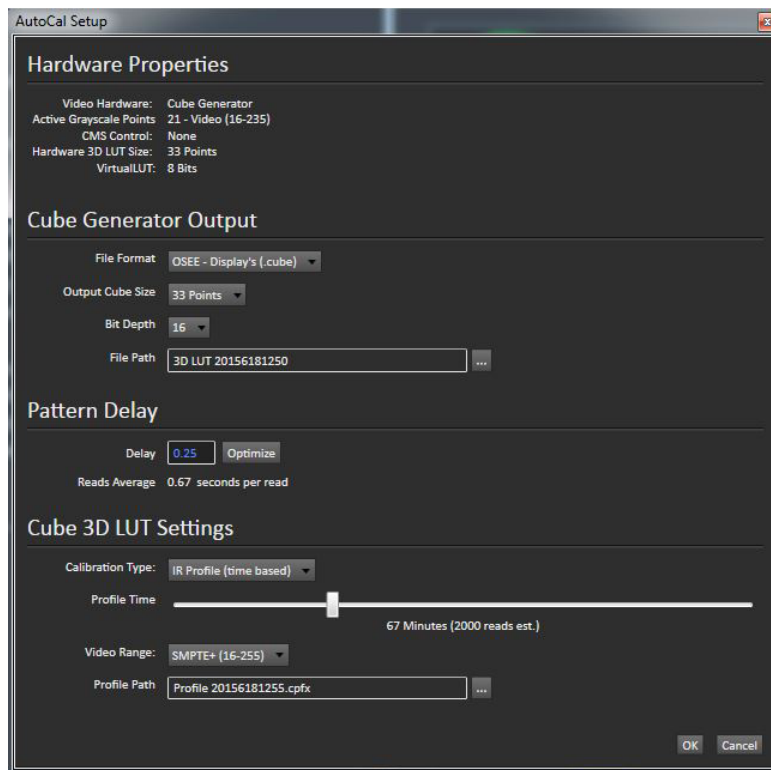 AutoCal Setup
Hardware Properties
Video Hardware: Cube Generator
Active Grayscale Points 21 - Video (16-235)
CMS Control: None
Hardware 3D LUT Size: 33 Points
VirtualLUT: 8 Bits
Cube Generator Output
File Format OSEE - Display's (.cube)
Output Cube Size 33 Points
Bit Depth 16
File Path 3D LUT 20156181250 ...
Pattern Delay
Delay 0.25 Optimize
Reads Average 0.67 seconds per read
Cube 3D LUT Settings
Calibration Type: IR Profile (time based)
Profile Time
67 Minutes (2000 reads est.)
Video Range: SMPTE+ (16-255)
Profile Path Profile 20156181255.cpfx ...
OK Cancel